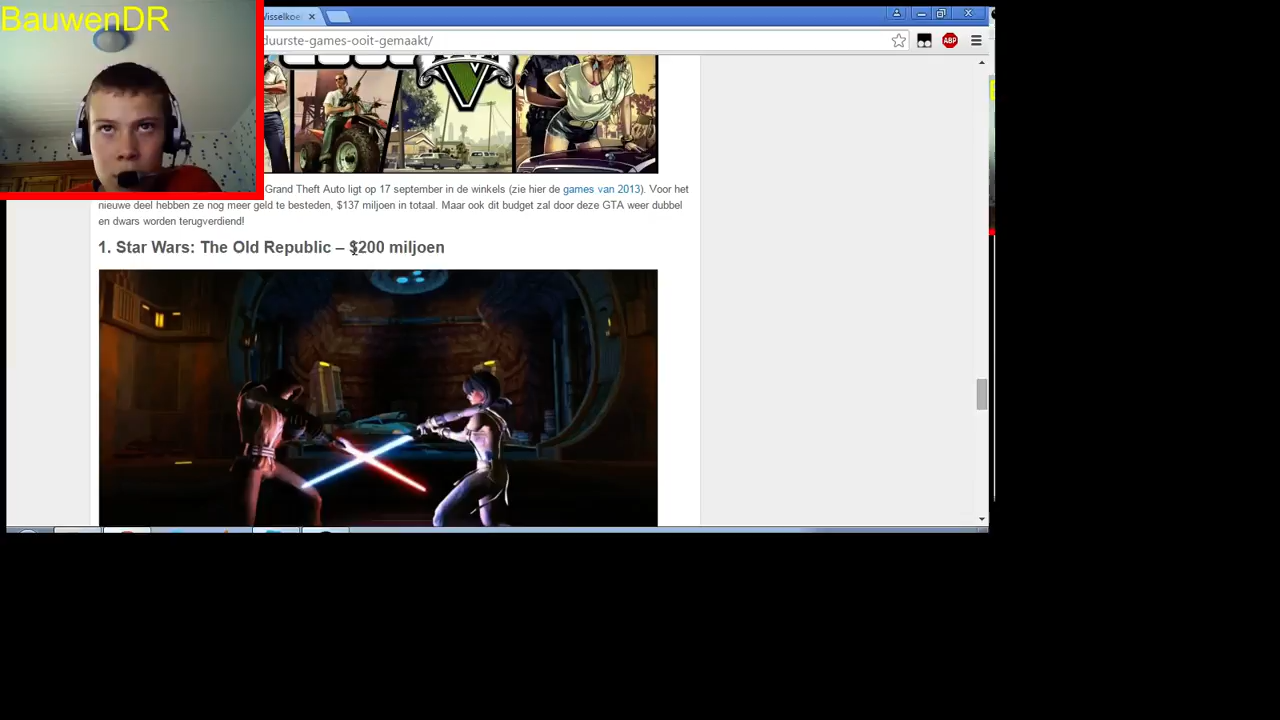 BauwenDR
isselkoe
duurste-games-ooit-gemaakt/
ABP
V
Grand Theft Auto ligt op 17 september in de winkels (zie hier de games van 2013). Voor het
nieuwe deel hebben ze nog meer geld te besteden, $137 miljoen in totaal. Maar ook dit budget zal door deze GTA weer dubbel
en dwars worden terugverdiend!
1. Star Wars: The Old Republic – $200 miljoen